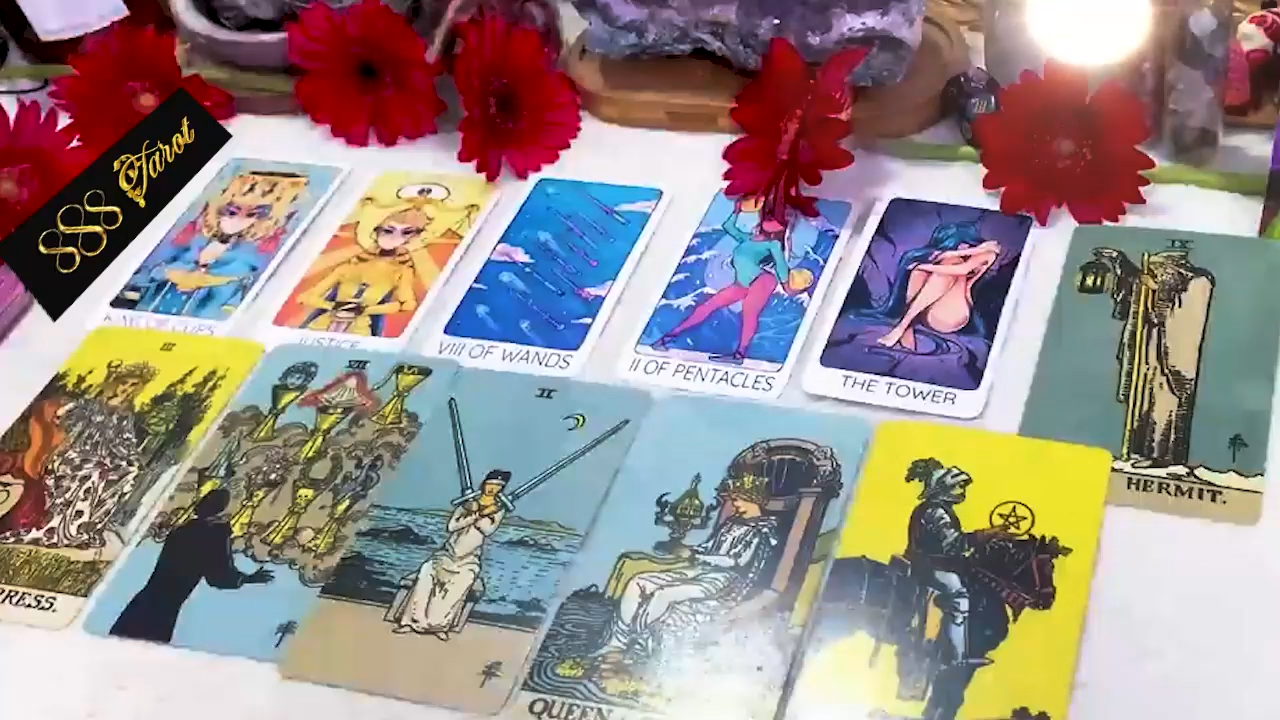 888 Tarot
KING OF CUPS
JUSTICE
VIII OF WANDS
II OF PENTACLES
THE TOWER
IX
HERMIT.
III
VII
II
RESS.
QUEEN